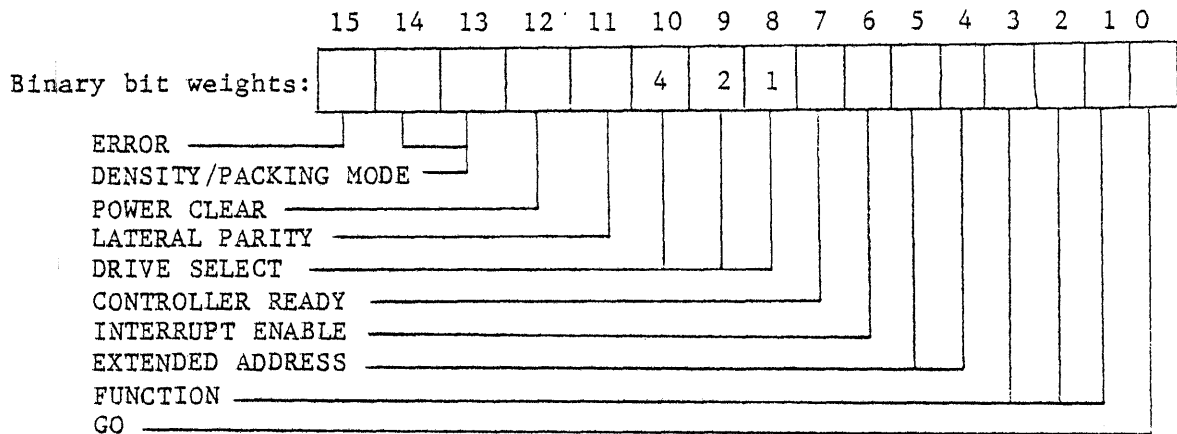 15 14 13 12 11 10 9 8 7 6 5 4 3 2 1 0
Binary bit weights: 4 2 1
ERROR
DENSITY/PACKING MODE
POWER CLEAR
LATERAL PARITY
DRIVE SELECT
CONTROLLER READY
INTERRUPT ENABLE
EXTENDED ADDRESS
FUNCTION
GO